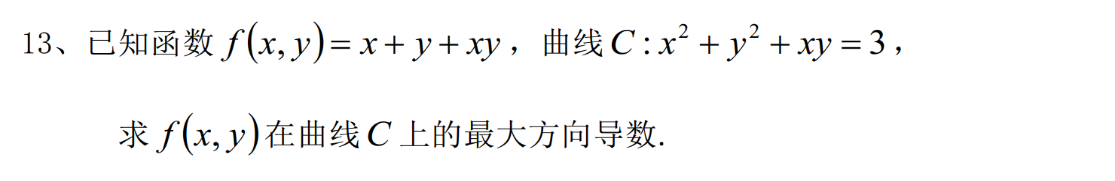 13、已知函数 f(x, y) = x + y + xy，曲线 C : x² + y² + xy = 3，
求 f(x, y) 在曲线 C 上的最大方向导数.